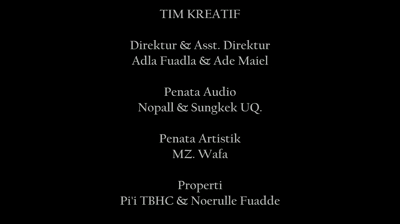 TIM KREATIF
Direktur & Asst. Direktur
Adla Fuadla & Ade Maiel
Penata Audio
Nopall & Sungkek UQ.
Penata Artistik
MZ. Wafa
Properti
Pi'i TBHC & Noerulle Fuadde